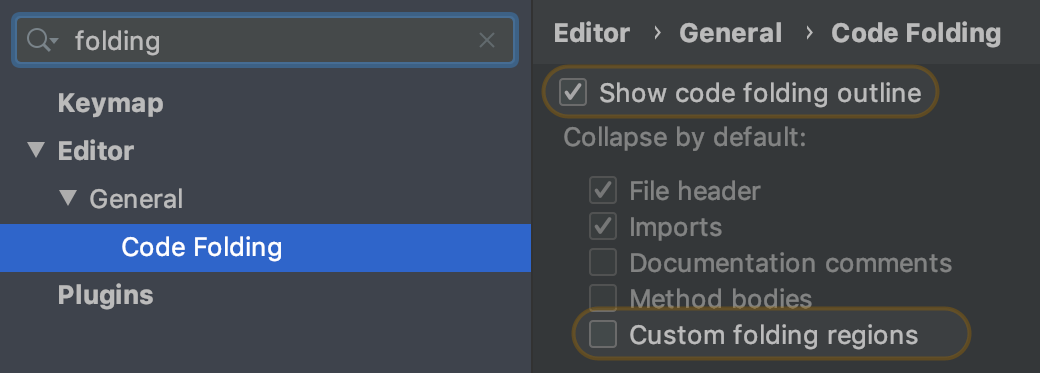 folding
Keymap
Editor
General
Code Folding
Plugins
Editor › General › Code Folding
Show code folding outline
Collapse by default:
File header
Imports
Documentation comments
Method bodies
Custom folding regions